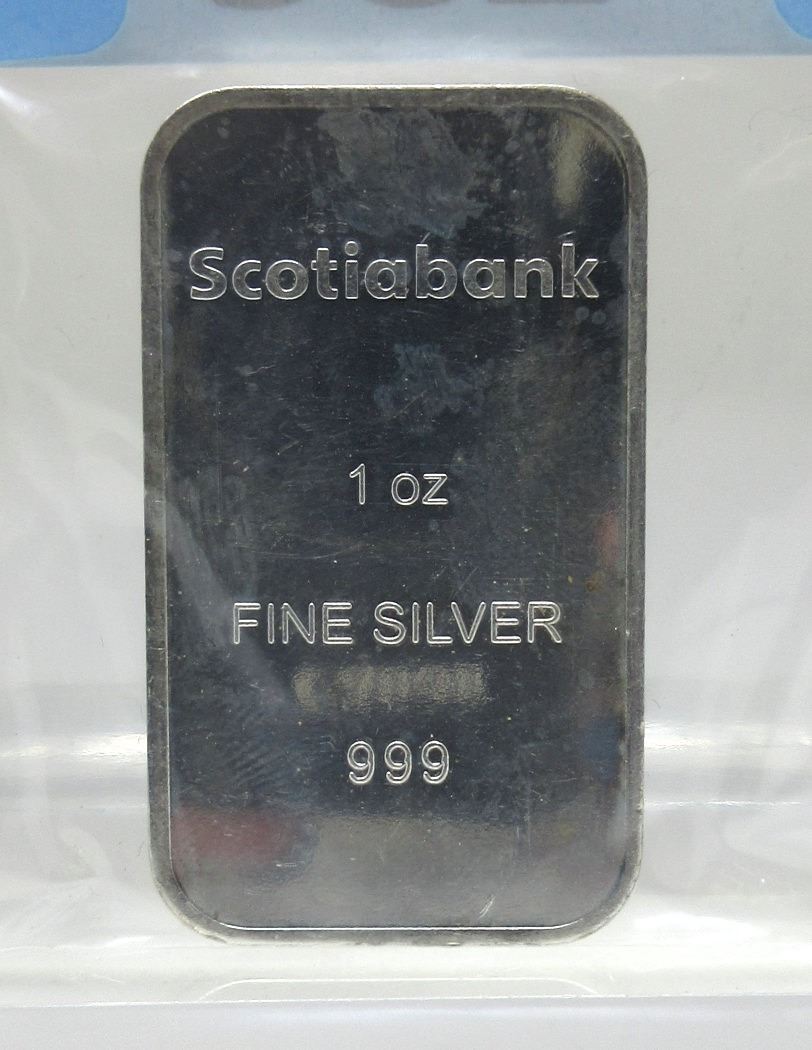 Scotiabank
1 oz
FINE SILVER
999